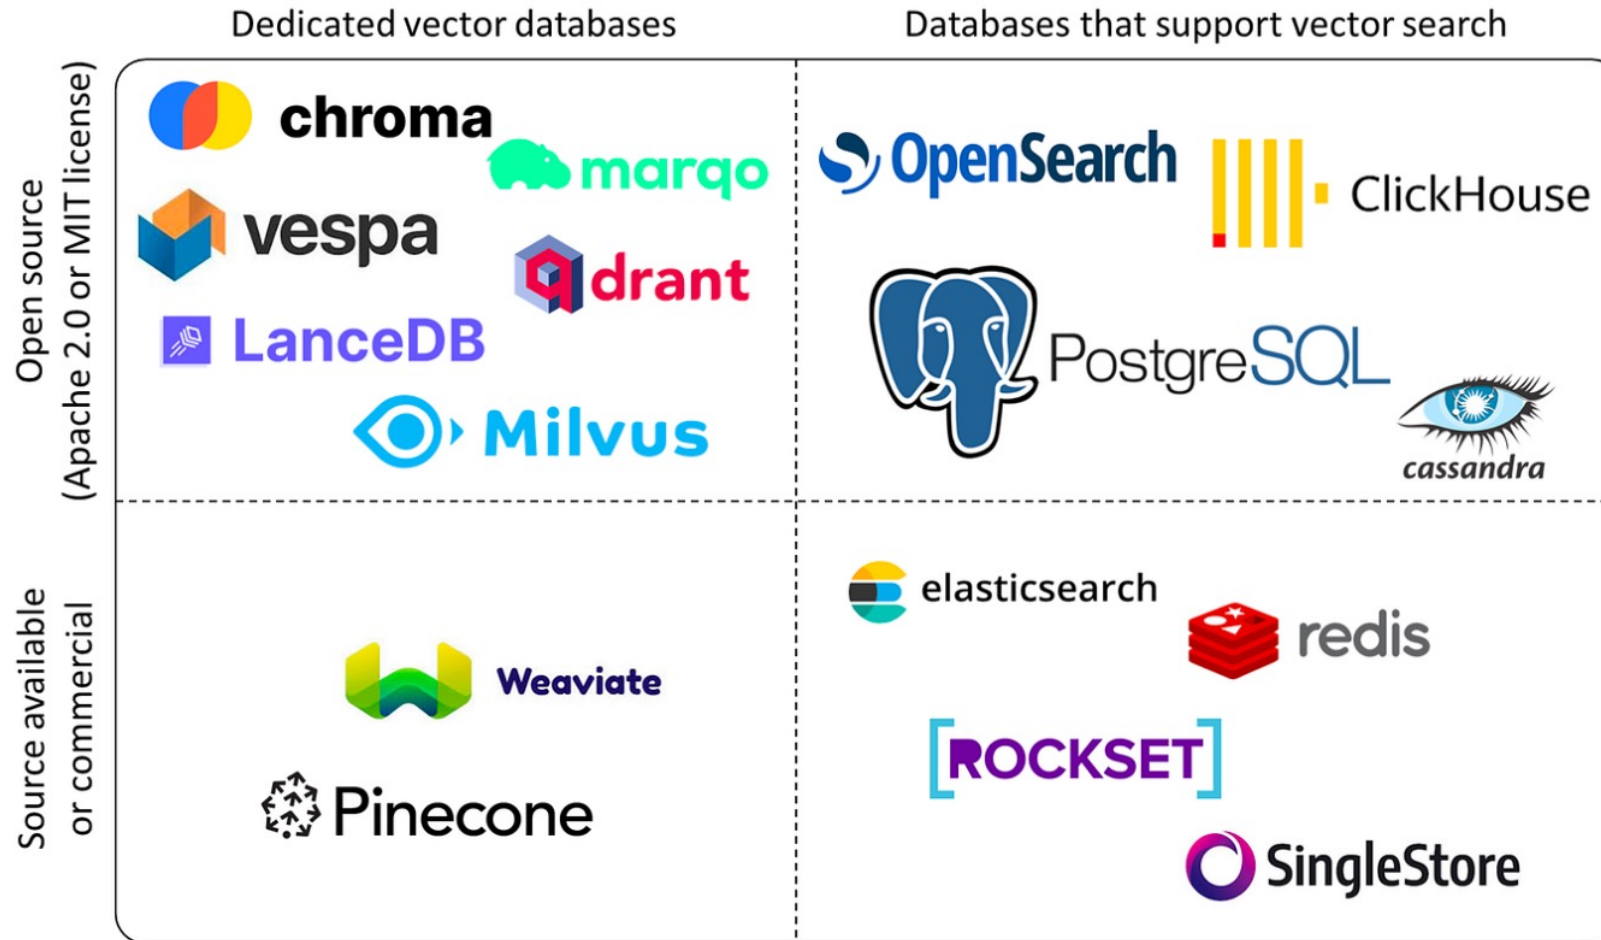 Dedicated vector databases
Databases that support vector search
Open source
(Apache 2.0 or MIT license)
chroma
marqo
vespa
qdrant
LanceDB
Milvus
OpenSearch
ClickHouse
PostgreSQL
cassandra
Source available
or commercial
Weaviate
Pinecone
elasticsearch
redis
ROCKSET
SingleStore